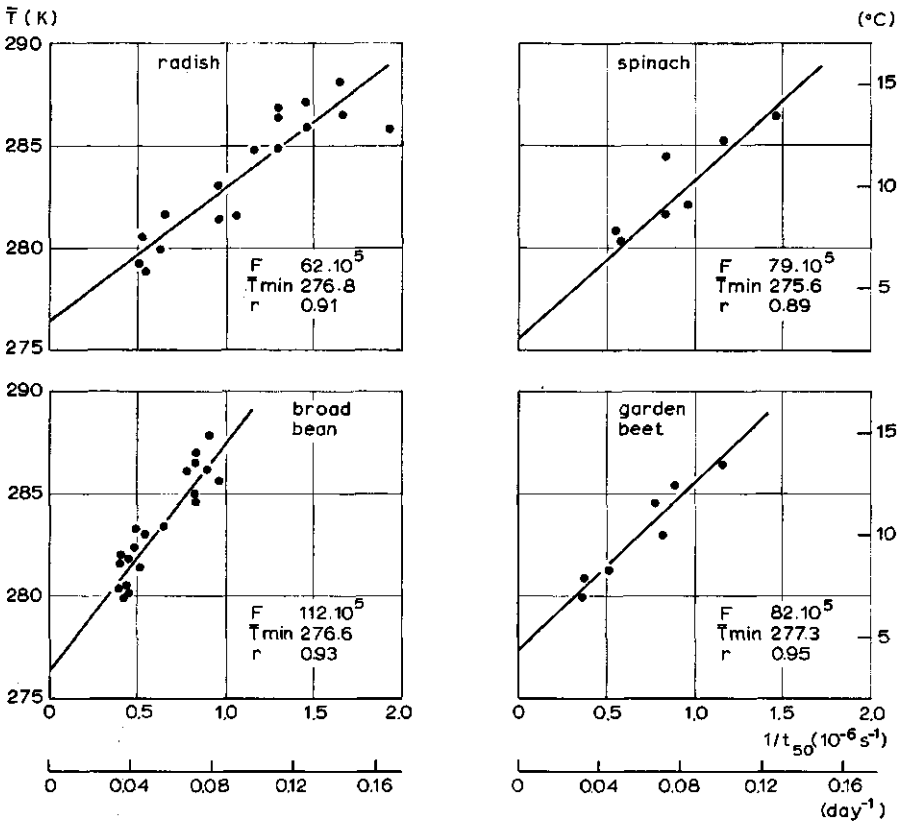 T̄ (K)
(°C)
290
285
280
275
radish
F 62.10⁵
T̄min 276.8
r 0.91
spinach
F 79.10⁵
T̄min 275.6
r 0.89
15
10
5
290
285
280
275
broad
bean
F 112.10⁵
T̄min 276.6
r 0.93
garden
beet
F 82.10⁵
T̄min 277.3
r 0.95
15
10
5
0 0.5 1.0 1.5 2.0
0 0.5 1.0 1.5 2.0
1/t₅₀ (10⁻⁶ s⁻¹)
0 0.04 0.08 0.12 0.16
0 0.04 0.08 0.12 0.16
(day⁻¹)